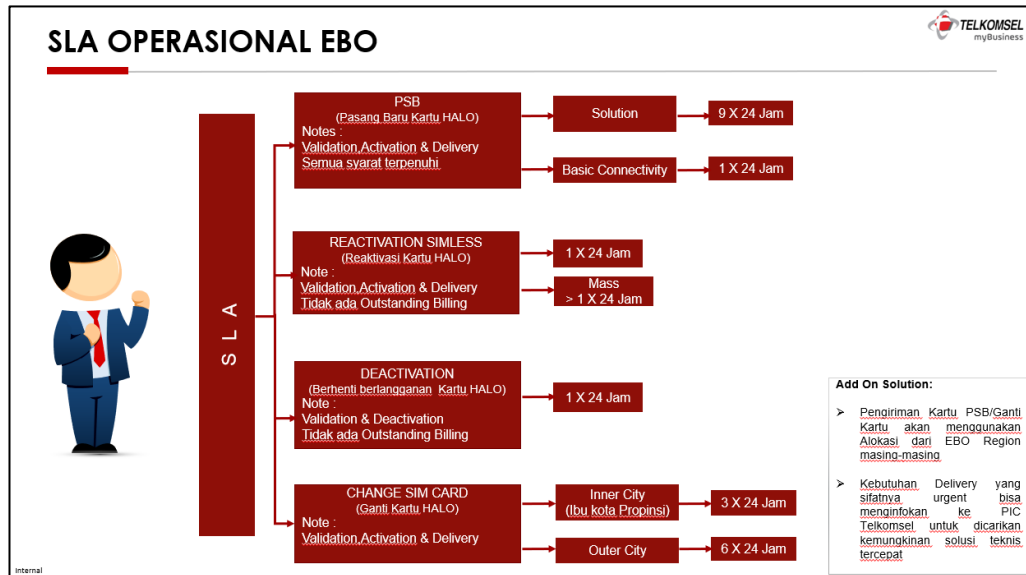 SLA OPERASIONAL EBO
TELKOMSEL
myBusiness
SLA
PSB
(Pasang Baru Kartu HALO)
Notes :
Validation,Activation & Delivery
Semua syarat terpenuhi
Solution
9 X 24 Jam
Basic Connectivity
1 X 24 Jam
REACTIVATION SIMLESS
(Reaktivasi Kartu HALO)
Note :
Validation,Activation & Delivery
Tidak ada Outstanding Billing
1 X 24 Jam
Mass
> 1 X 24 Jam
DEACTIVATION
(Berhenti berlangganan Kartu HALO)
Note :
Validation & Deactivation
Tidak ada Outstanding Billing
1 X 24 Jam
CHANGE SIM CARD
(Ganti Kartu HALO)
Note :
Validation,Activation & Delivery
Inner City
(Ibu kota Propinsi)
3 X 24 Jam
Outer City
6 X 24 Jam
Add On Solution:
➢ Pengiriman Kartu PSB/Ganti
Kartu akan menggunakan
Alokasi dari EBO Region
masing-masing
➢ Kebutuhan Delivery yang
sifatnya urgent bisa
menginfokan ke PIC
Telkomsel untuk dicarikan
kemungkinan solusi teknis
tercepat
Internal